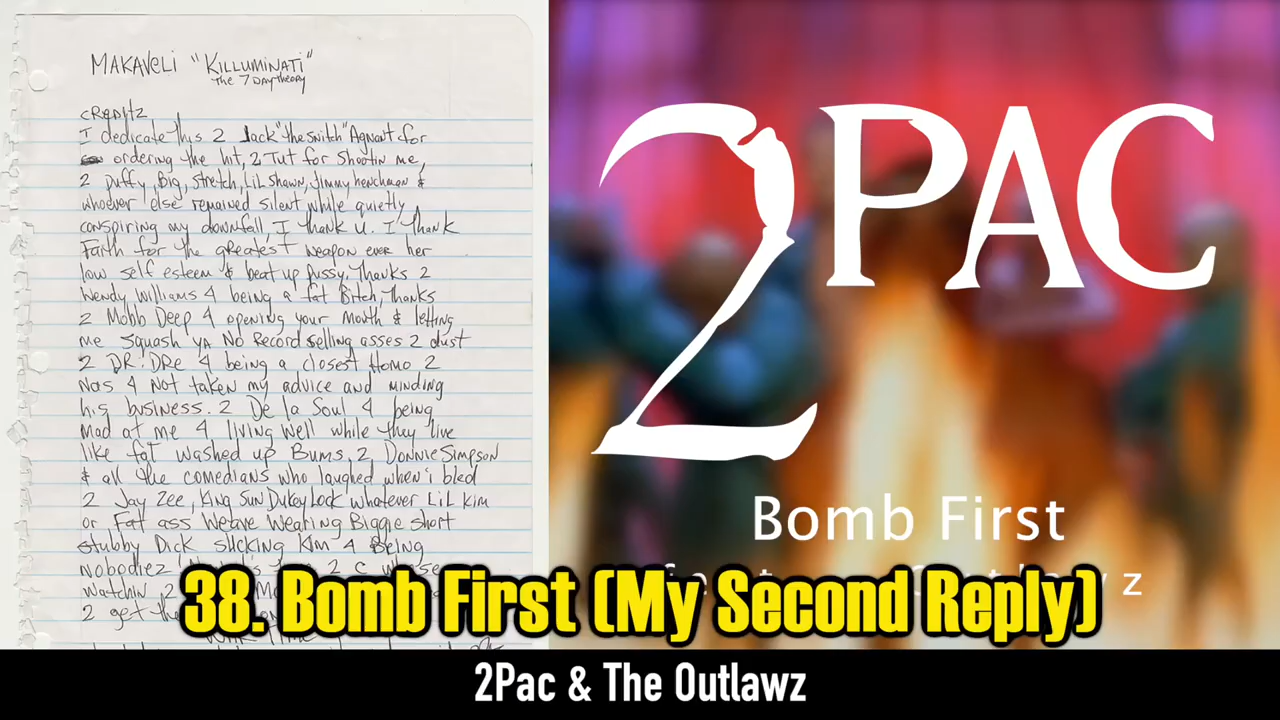 MAKAVELI "KILLUMINATI"
the 7 Day theory
CREDITZ
I dedicate this 2 Jack "the snitch" Agnant for
ordering the hit, 2 Tut for shootin me,
2 Puffy, Big, Stretch, Lil Shawn, Jimmy henchmen &
whoever else remained silent while quietly
conspiring my downfall, I thank U. I thank
Faith for the greatest weapon ever her
low self esteem & beat up pussy. Thanks 2
Wendy Williams 4 being a fat Bitch, Thanks
2 Mobb Deep 4 opening your mouth & letting
me squash ya No Record selling asses 2 dust
2 DR. DRe 4 being a closest Homo 2
Nas 4 not taken my advice and minding
his business. 2 De la Soul 4 being
mad at me 4 living well while they live
like fat washed up Bums. 2 Donnie Simpson
& all the comedians who laughed when i bled
2 Jay Zee, King Sun Dukey Lock whatever Lil Kim
or Fat ass Weave Wearing Biggie short
stubby Dick sucking Kim 4 Being
Nobodiez
watchin
2 get the
2PAC
Bomb First
38. Bomb First (My Second Reply)
2Pac & The Outlawz